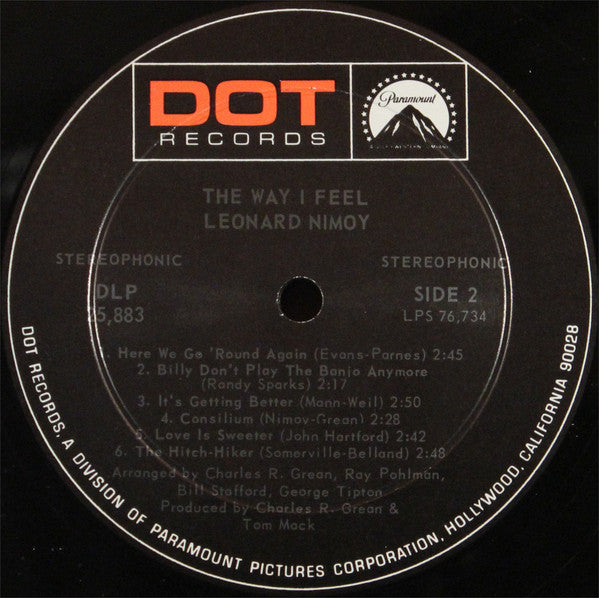 DOT
RECORDS
Paramount
A GULF+WESTERN COMPANY
THE WAY I FEEL
LEONARD NIMOY
STEREOPHONIC
STEREOPHONIC
DLP
25,883
SIDE 2
LPS 76,734
1. Here We Go 'Round Again (Evans-Parnes) 2:45
2. Billy Don't Play The Banjo Anymore
(Randy Sparks) 2:17
3. It's Getting Better (Mann-Weil) 2:50
4. Consilium (Nimoy-Grean) 2:28
5. Love Is Sweeter (John Hartford) 2:42
6. The Hitch-Hiker (Somerville-Belland) 2:48
Arranged by Charles R. Grean, Ray Pohlman,
Bill Stafford, George Tipton
Produced by Charles R. Grean &
Tom Mack
DOT RECORDS, A DIVISION OF PARAMOUNT PICTURES CORPORATION, HOLLYWOOD, CALIFORNIA 90028